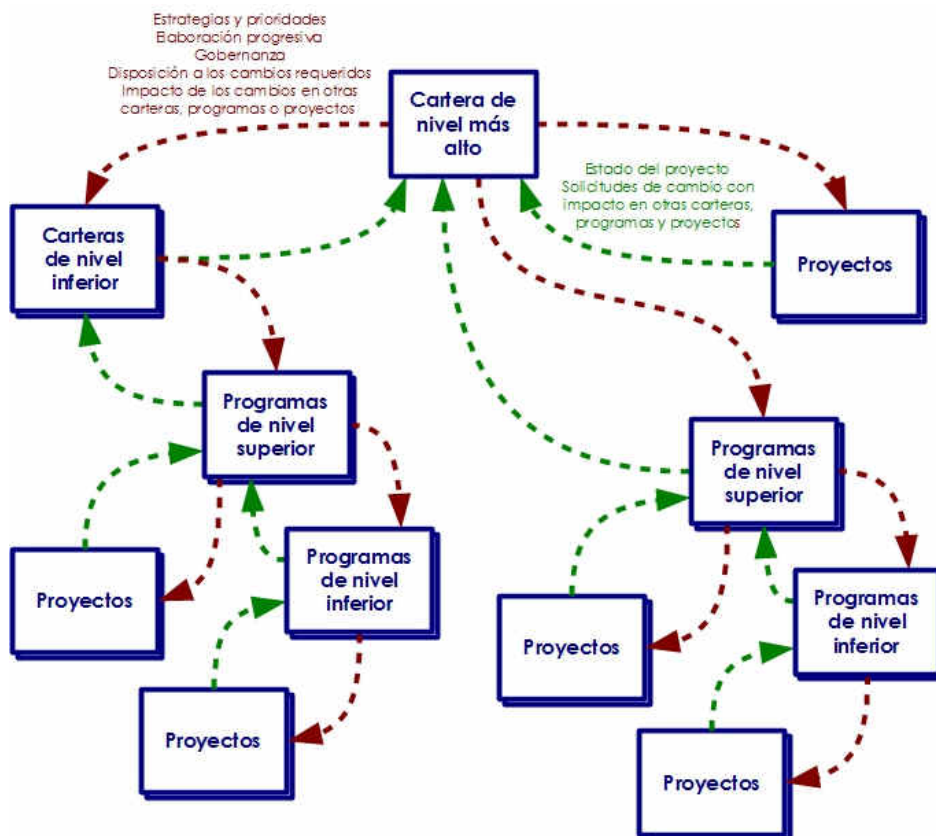 Estrategias y prioridades
Elaboración progresiva
Gobernanza
Disposición a los cambios requeridos
Impacto de los cambios en otras
carteras, programas o proyectos
Cartera de
nivel más
alto
Estado del proyecto
Solicitudes de cambio con
impacto en otras carteras,
programas y proyectos
Carteras
de nivel
inferior
Proyectos
Programas
de nivel
superior
Programas
de nivel
superior
Proyectos
Programas
de nivel
inferior
Proyectos
Programas
de nivel
inferior
Proyectos
Proyectos